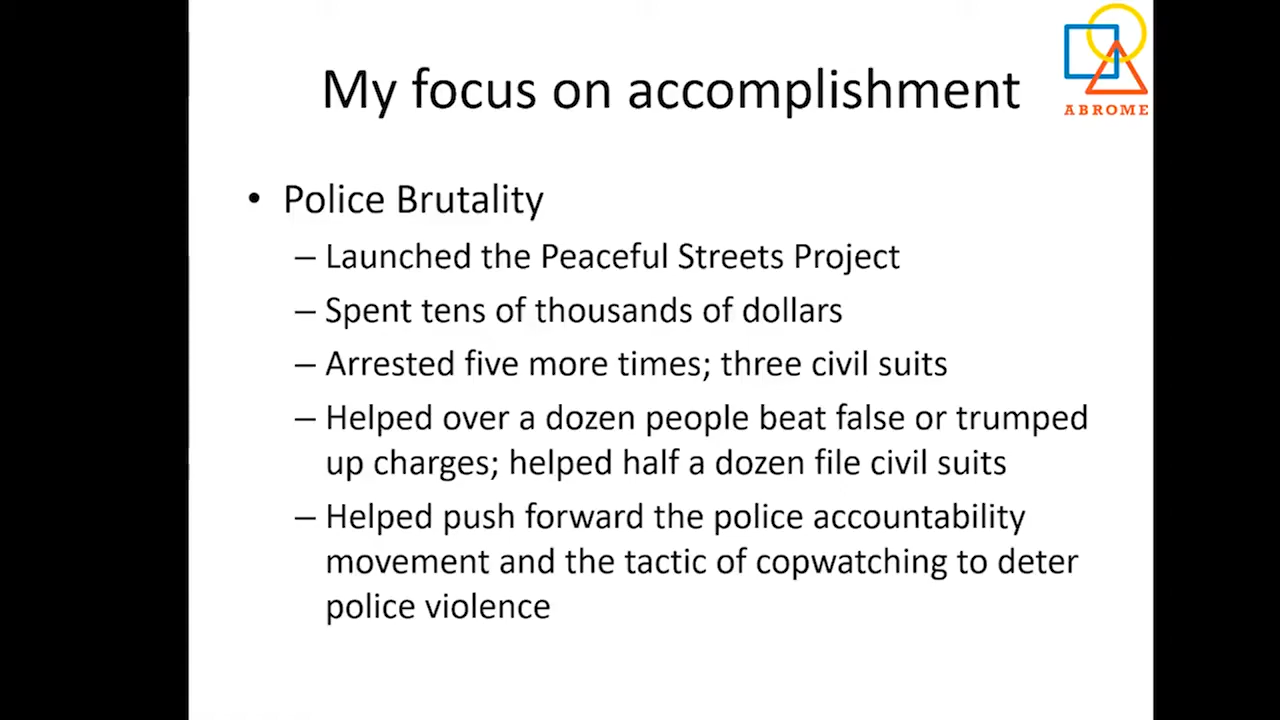 My focus on accomplishment
ABROME
• Police Brutality
– Launched the Peaceful Streets Project
– Spent tens of thousands of dollars
– Arrested five more times; three civil suits
– Helped over a dozen people beat false or trumped
up charges; helped half a dozen file civil suits
– Helped push forward the police accountability
movement and the tactic of copwatching to deter
police violence